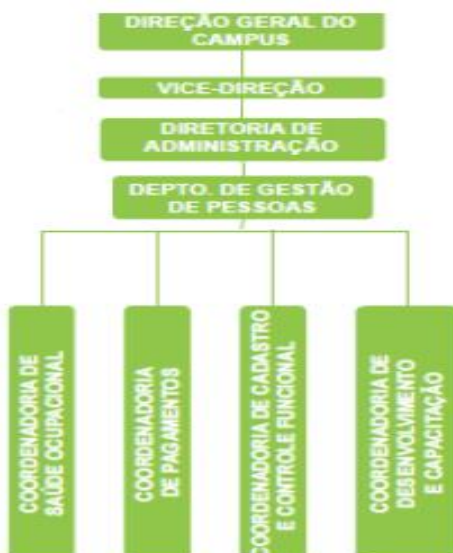 DIREÇÃO GERAL DO
CAMPUS
VICE-DIREÇÃO
DIRETORIA DE
ADMINISTRAÇÃO
DEPTO. DE GESTÃO
DE PESSOAS
COORDENADORIA DE
SAÚDE OCUPACIONAL
COORDENADORIA
DE PAGAMENTOS
COORDENADORIA DE CADASTRO
E CONTROLE FUNCIONAL
COORDENADORIA DE
DESENVOLVIMENTO
E CAPACITAÇÃO